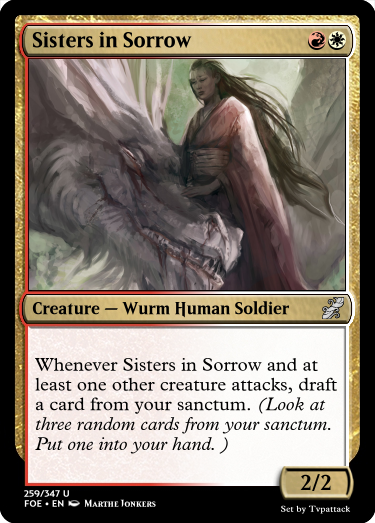 Sisters in Sorrow
Creature — Wurm Human Soldier
Whenever Sisters in Sorrow and at
least one other creature attacks, draft
a card from your sanctum. (Look at
three random cards from your sanctum.
Put one into your hand. )
2/2
259/347 U
FOE • EN Marthe Jonkers
Set by Tvpattack